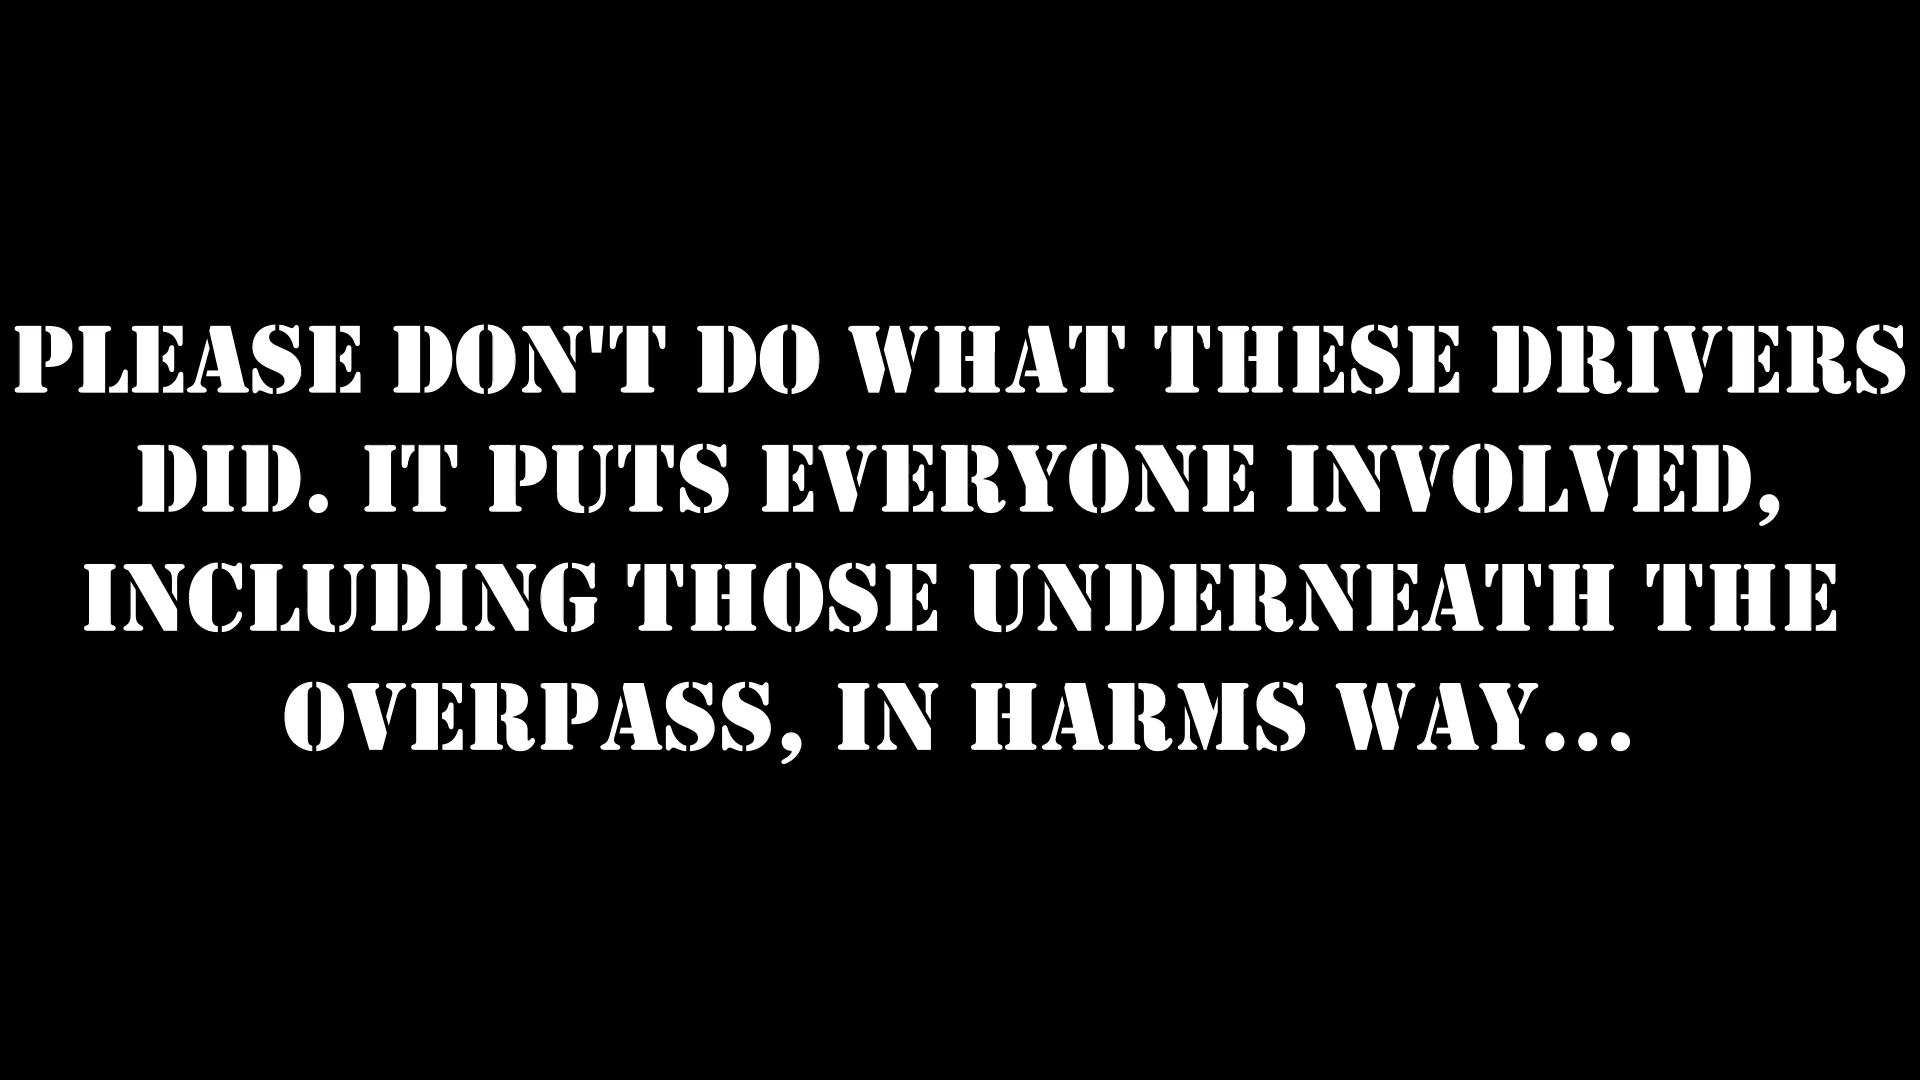 PLEASE DON'T DO WHAT THESE DRIVERS
DID. IT PUTS EVERYONE INVOLVED,
INCLUDING THOSE UNDERNEATH THE
OVERPASS, IN HARMS WAY...